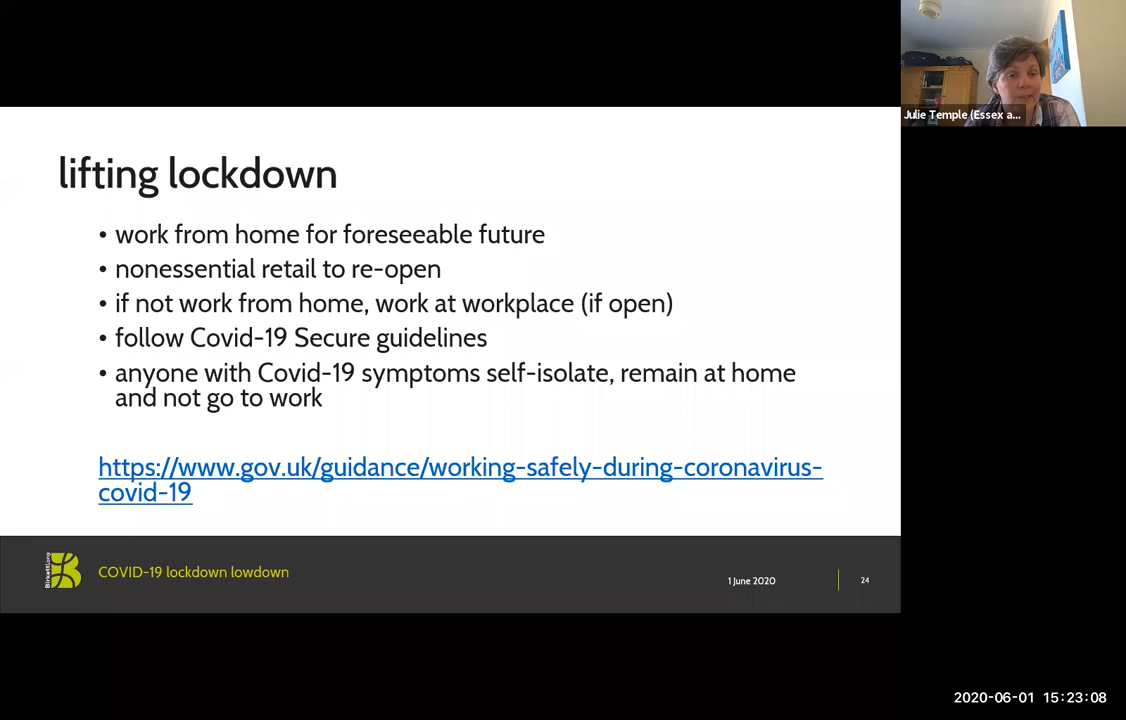 Julie Temple (Essex a...
lifting lockdown
• work from home for foreseeable future
• nonessential retail to re-open
• if not work from home, work at workplace (if open)
• follow Covid-19 Secure guidelines
• anyone with Covid-19 symptoms self-isolate, remain at home
and not go to work
https://www.gov.uk/guidance/working-safely-during-coronavirus-
covid-19
BirkettLong
COVID-19 lockdown lowdown
1 June 2020
24
2020-06-01 15:23:08